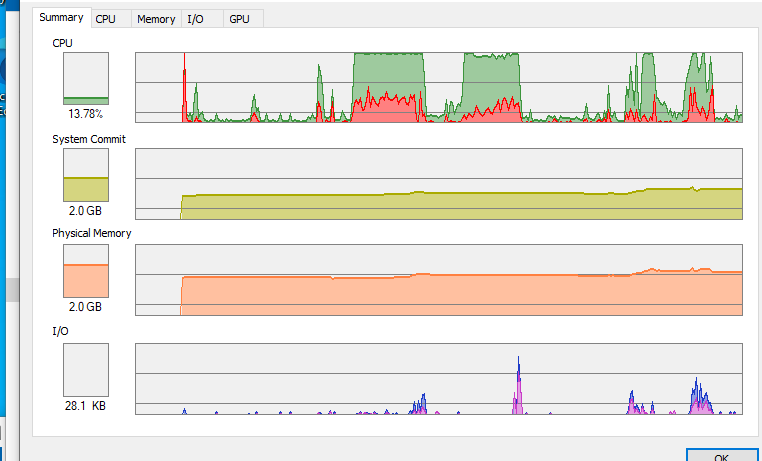 Summary CPU Memory I/O GPU
CPU
13.78%
System Commit
2.0 GB
Physical Memory
2.0 GB
I/O
28.1 KB
OK